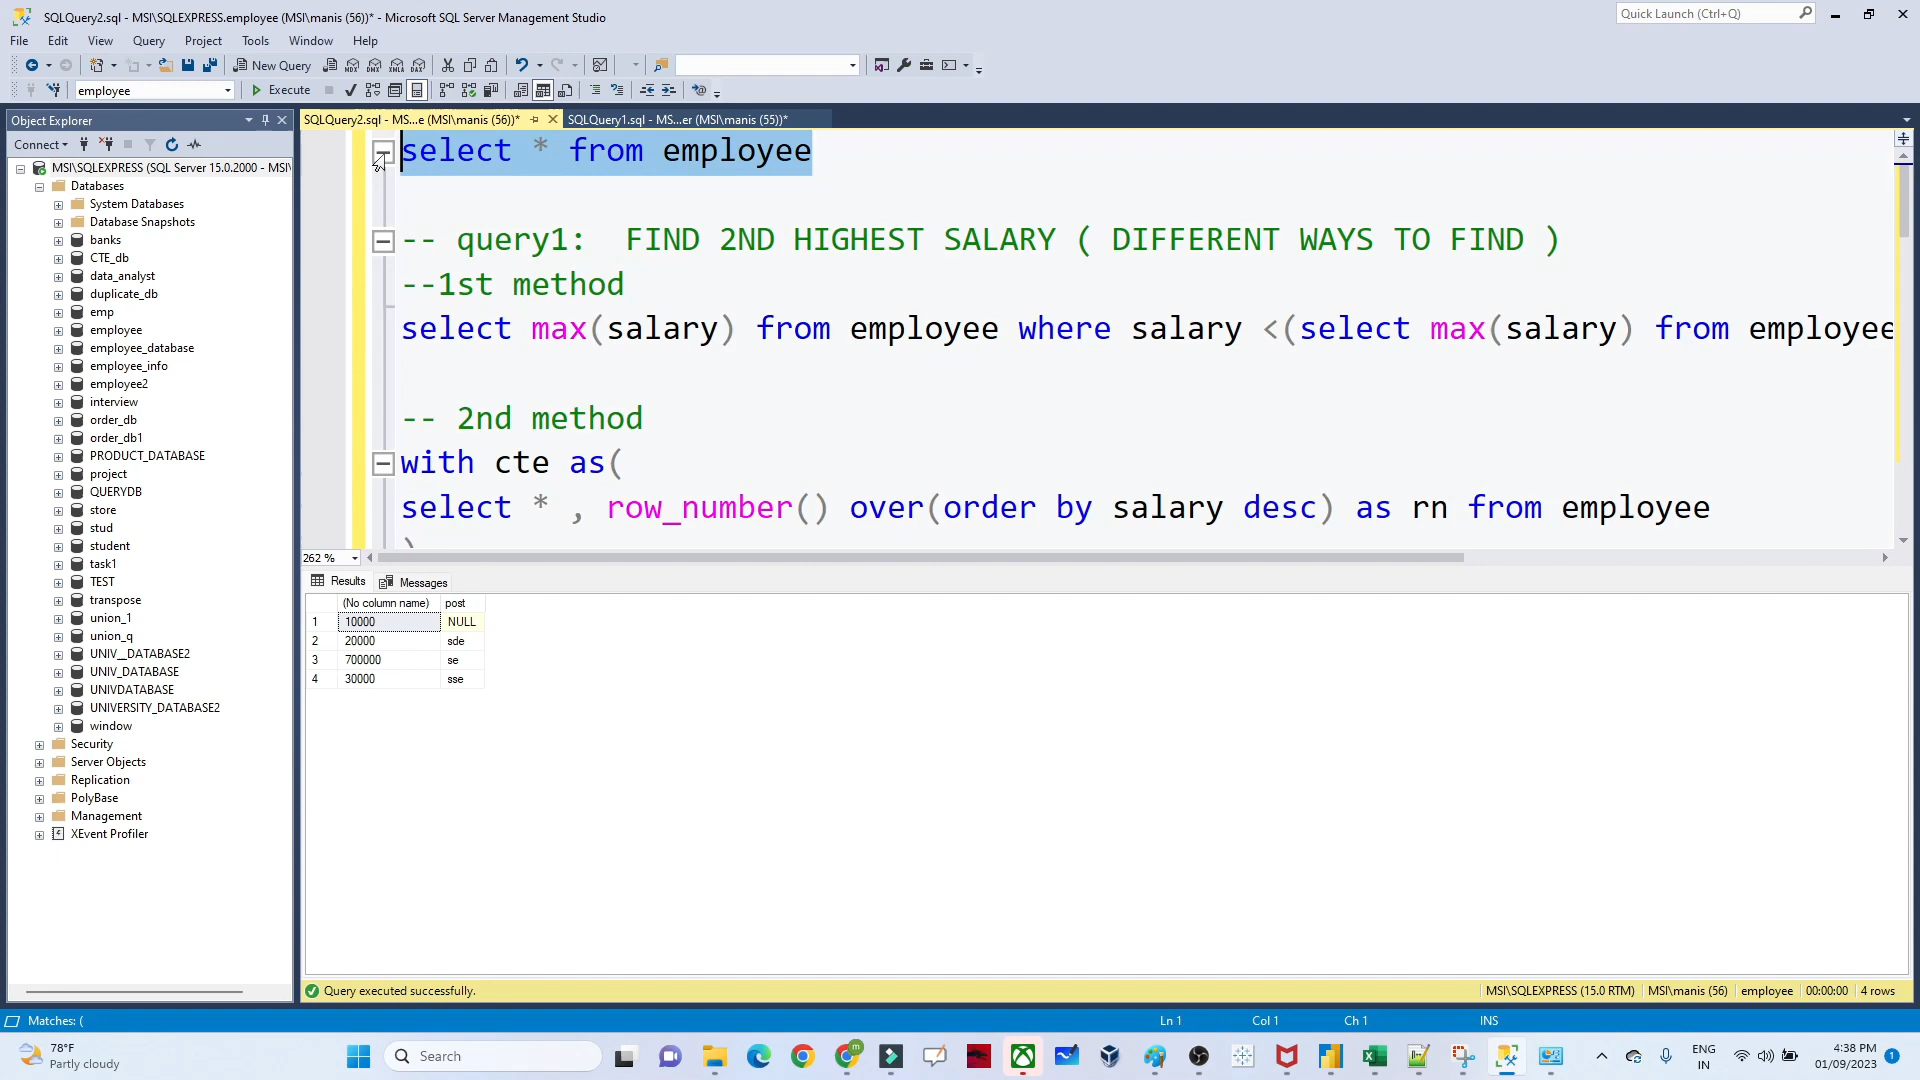 SQLQuery2.sql - MSI\SQLEXPRESS.employee (MSI\manis (56))* - Microsoft SQL Server Management Studio
Quick Launch (Ctrl+Q)
File Edit View Query Project Tools Window Help
New Query
MDX DMX XMLA DAX
employee
Execute
Object Explorer
SQLQuery2.sql - MS...e (MSI\manis (56))*
SQLQuery1.sql - MS...er (MSI\manis (55))*
Connect
MSI\SQLEXPRESS (SQL Server 15.0.2000 - MSI\
Databases
System Databases
Database Snapshots
banks
CTE_db
data_analyst
duplicate_db
emp
employee
employee_database
employee_info
employee2
interview
order_db
order_db1
PRODUCT_DATABASE
project
QUERYDB
store
stud
student
task1
TEST
transpose
union_1
union_q
UNIV__DATABASE2
UNIV_DATABASE
UNIVDATABASE
UNIVERSITY_DATABASE2
window
Security
Server Objects
Replication
PolyBase
Management
XEvent Profiler
select * from employee
-- query1:  FIND 2ND HIGHEST SALARY ( DIFFERENT WAYS TO FIND )
--1st method
select max(salary) from employee where salary <(select max(salary) from employee
-- 2nd method
with cte as(
select * , row_number() over(order by salary desc) as rn from employee
)
262 %
Results Messages
(No column name) post
1 10000 NULL
2 20000 sde
3 700000 se
4 30000 sse
Query executed successfully.
MSI\SQLEXPRESS (15.0 RTM) MSI\manis (56) employee 00:00:00 4 rows
Matches: (
Ln 1 Col 1 Ch 1 INS
78°F
Partly cloudy
Search
m
ENG
IN
4:38 PM
01/09/2023
1